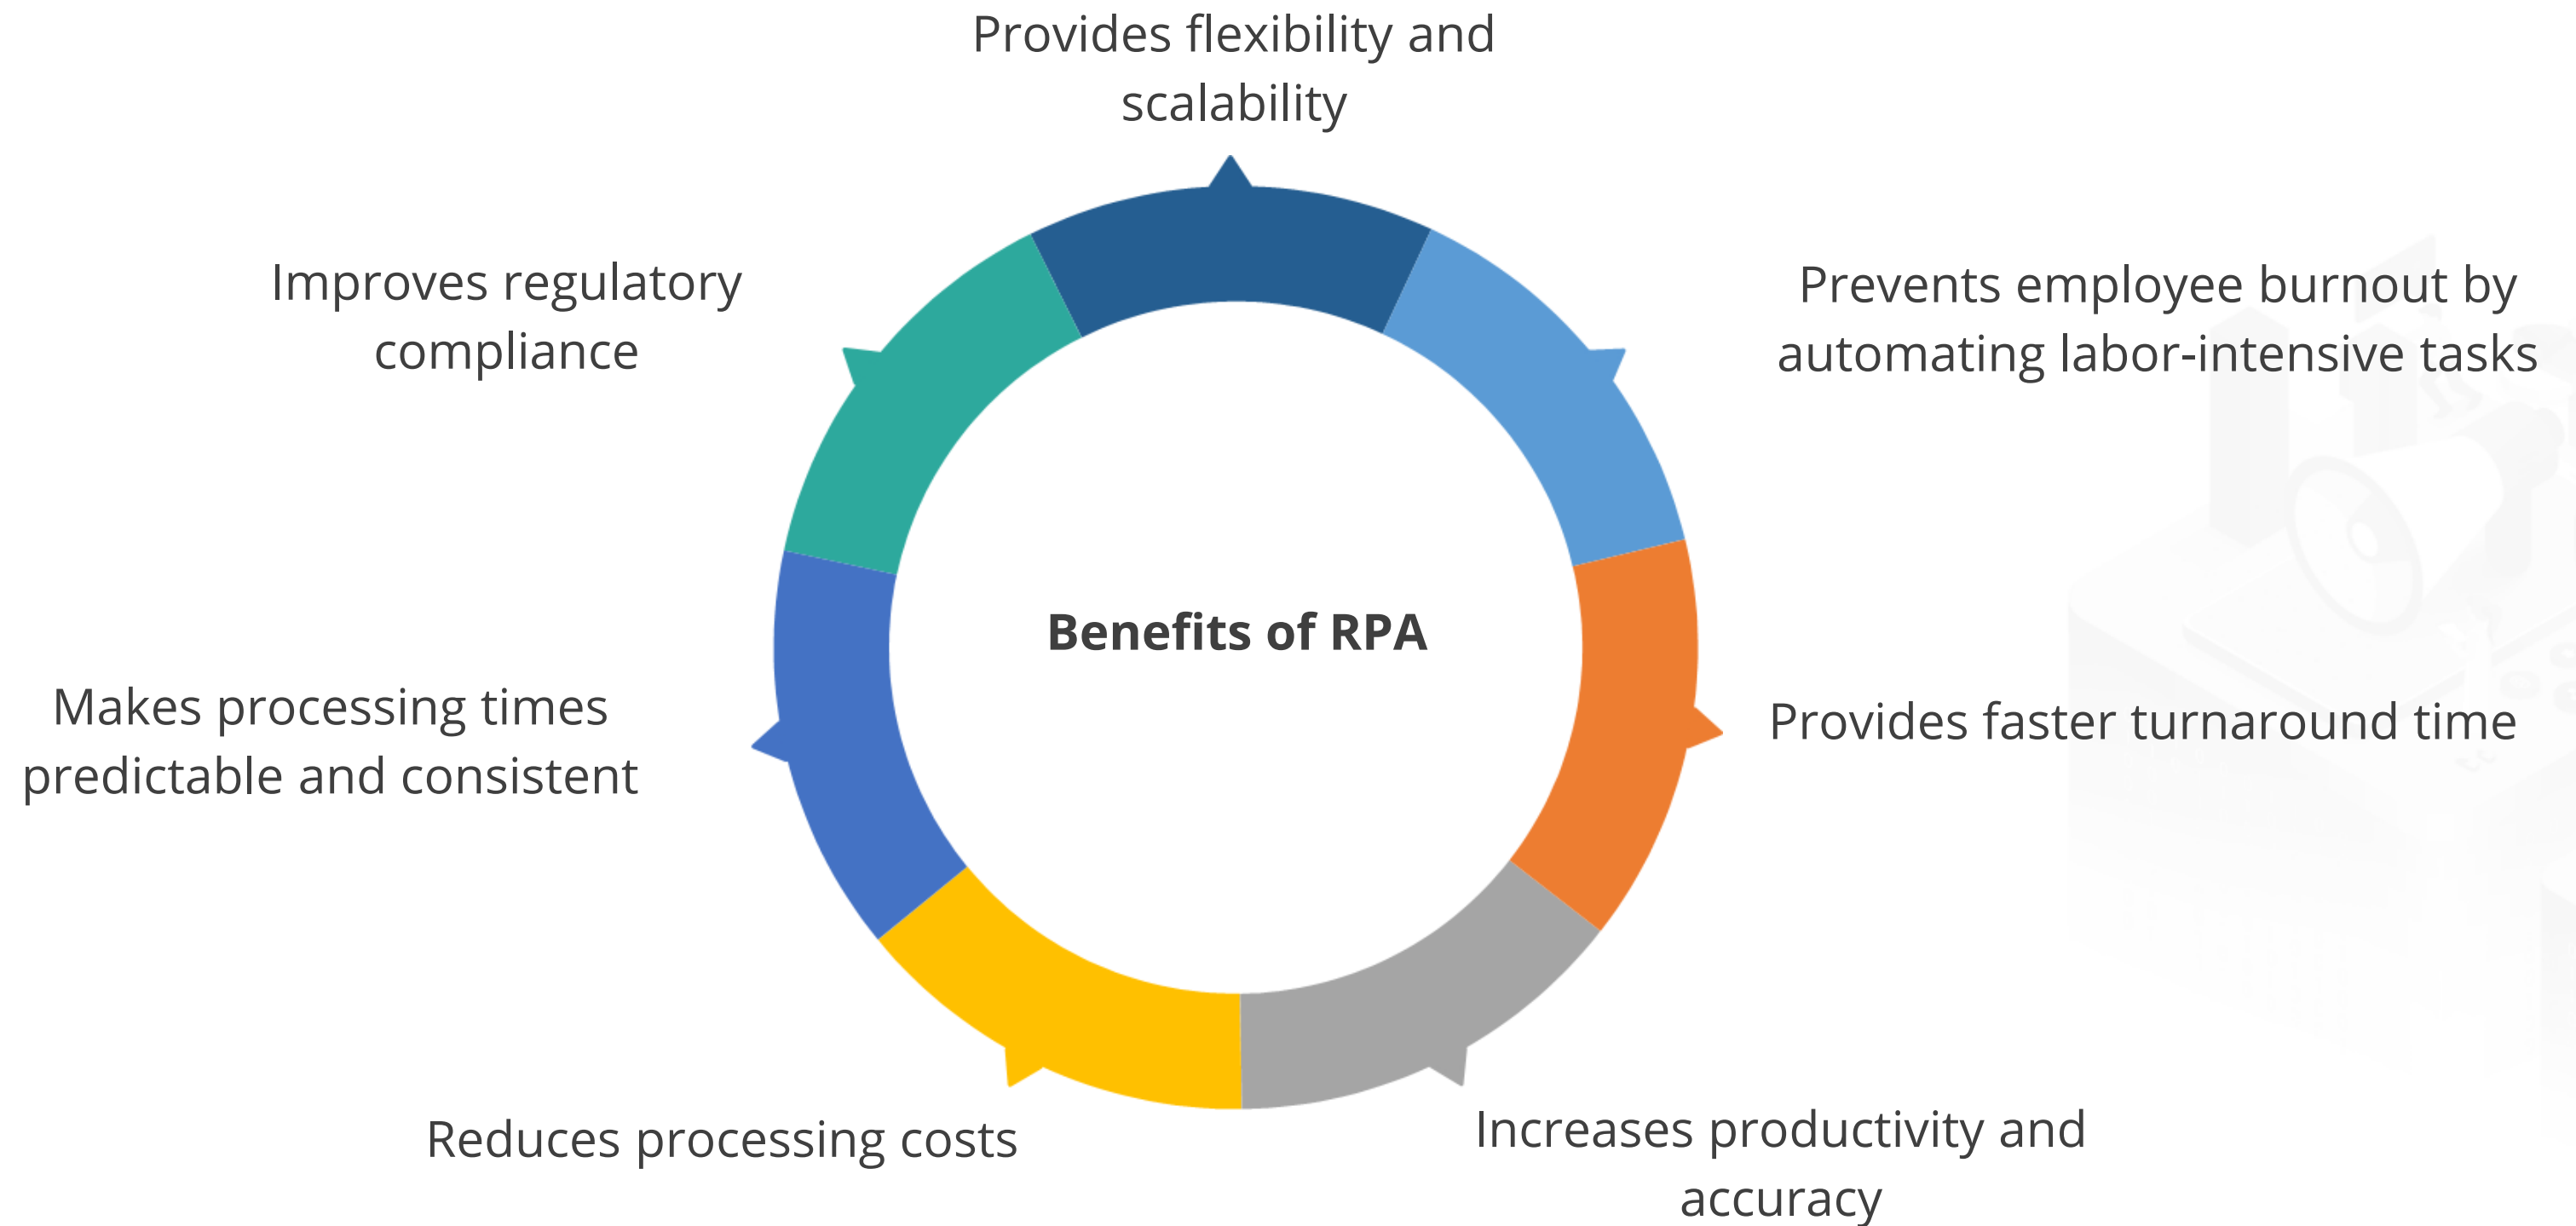 Provides flexibility and
scalability
Improves regulatory
compliance
Prevents employee burnout by
automating labor-intensive tasks
Benefits of RPA
Makes processing times
predictable and consistent
Provides faster turnaround time
Reduces processing costs
Increases productivity and
accuracy